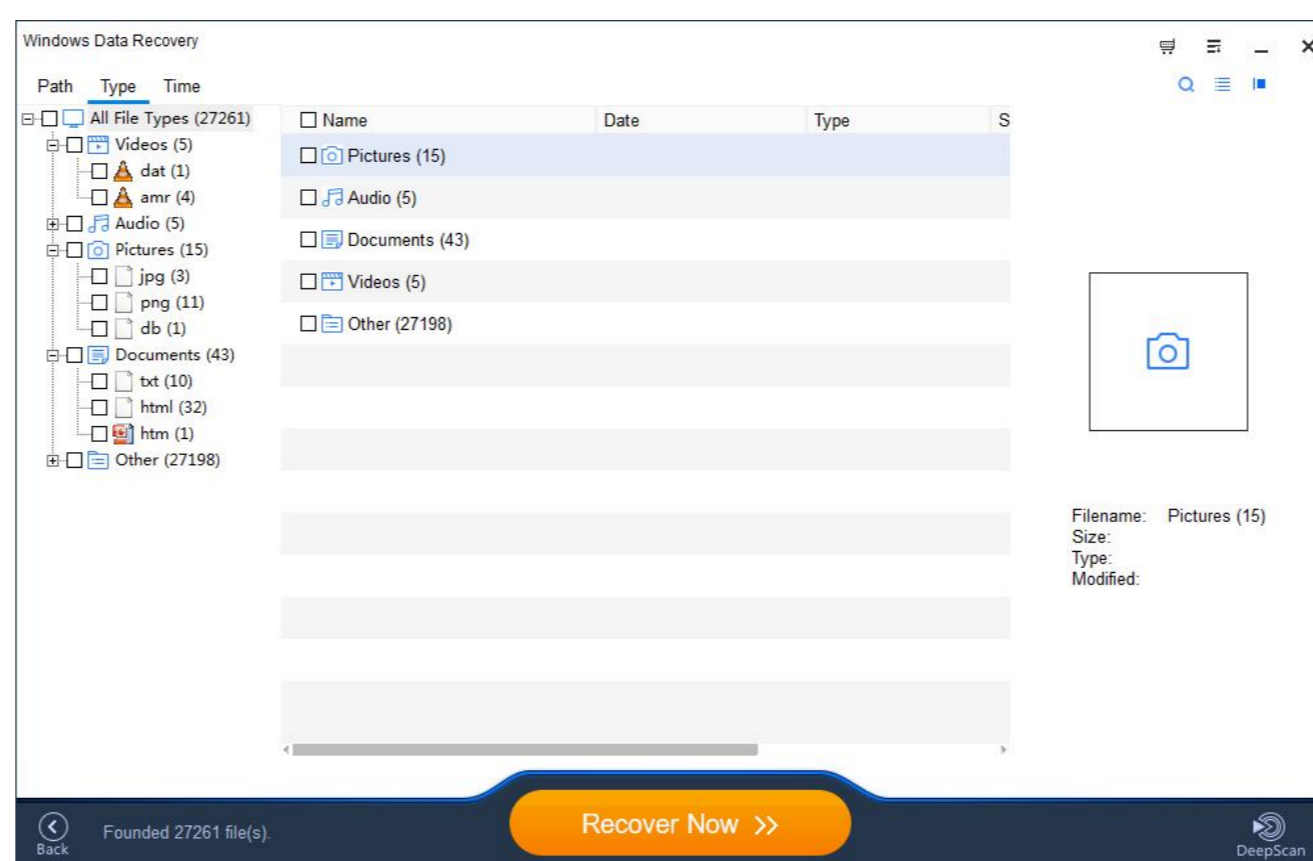 Windows Data Recovery
Path Type Time
All File Types (27261)
Videos (5)
dat (1)
amr (4)
Audio (5)
Pictures (15)
jpg (3)
png (11)
db (1)
Documents (43)
txt (10)
html (32)
htm (1)
Other (27198)
Name Date Type S
Pictures (15)
Audio (5)
Documents (43)
Videos (5)
Other (27198)
Filename: Pictures (15)
Size:
Type:
Modified:
Back
Founded 27261 file(s).
Recover Now >>
DeepScan